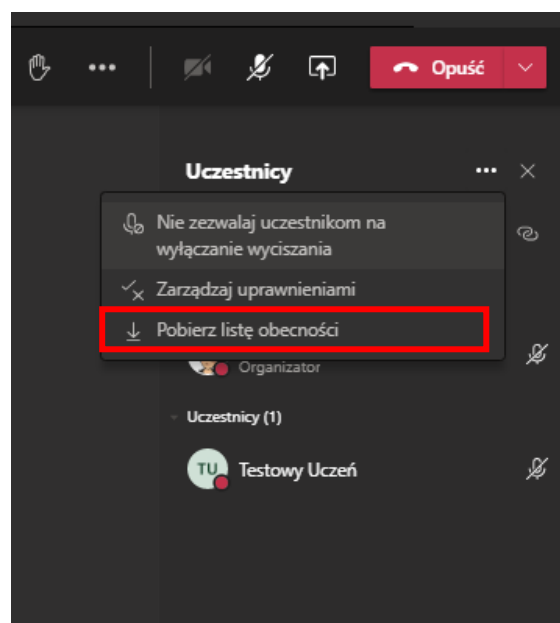 Opuść
Uczestnicy
Nie zezwalaj uczestnikom na
wyłączanie wyciszania
Zarządzaj uprawnieniami
Pobierz listę obecności
Organizator
Uczestnicy (1)
TU
Testowy Uczeń